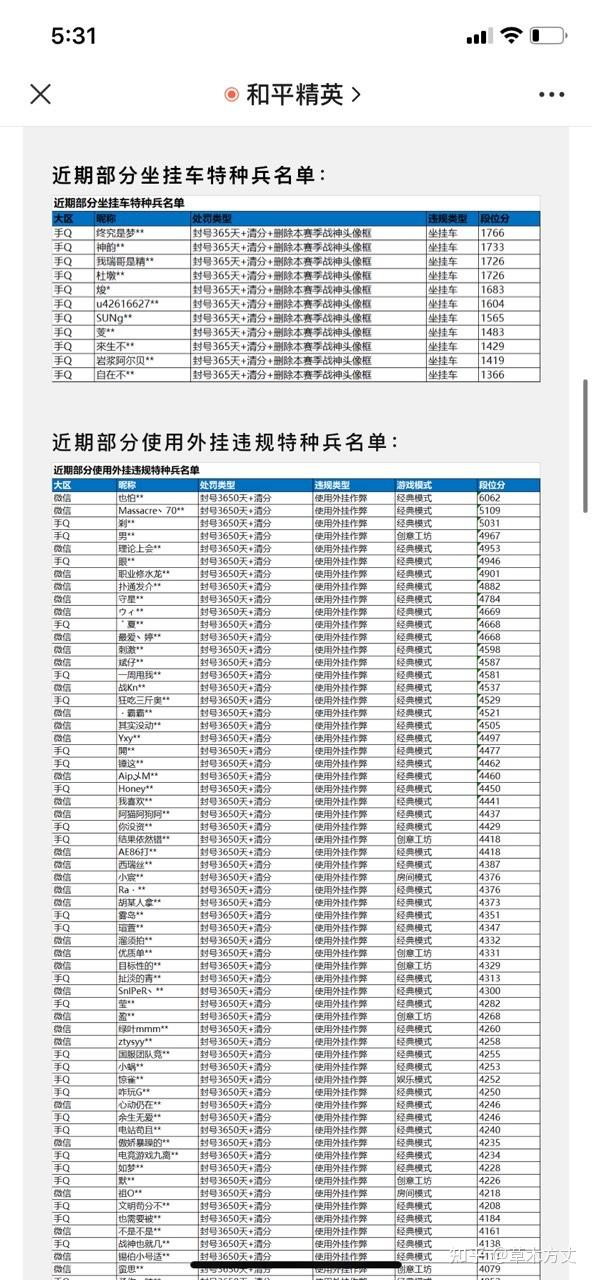 5:31
和平精英
近期部分坐挂车特种兵名单：
近期部分坐挂车特种兵名单
大区 昵称 处罚类型 违规类型 段位分
手Q 终究是梦** 封号365天+清分+删除本赛季战神头像框 坐挂车 1766
手Q 神韵** 封号365天+清分+删除本赛季战神头像框 坐挂车 1733
手Q 我瑞哥是精** 封号365天+清分+删除本赛季战神头像框 坐挂车 1726
手Q 杜墩** 封号365天+清分+删除本赛季战神头像框 坐挂车 1726
手Q 焌* 封号365天+清分+删除本赛季战神头像框 坐挂车 1683
手Q u42616627** 封号365天+清分+删除本赛季战神头像框 坐挂车 1604
手Q SUNg** 封号365天+清分+删除本赛季战神头像框 坐挂车 1565
手Q ** 封号365天+清分+删除本赛季战神头像框 坐挂车 1483
手Q 來生不** 封号365天+清分+删除本赛季战神头像框 坐挂车 1429
手Q 岩浆阿尔贝** 封号365天+清分+删除本赛季战神头像框 坐挂车 1419
手Q 自在不** 封号365天+清分+删除本赛季战神头像框 坐挂车 1366
近期部分使用外挂违规特种兵名单：
近期部分使用外挂违规特种兵名单
大区 昵称 处罚类型 违规类型 游戏模式 段位分
微信 也怕** 封号3650天+清分 使用外挂作弊 经典模式 6062
微信 Massacre丶70** 封号3650天+清分 使用外挂作弊 经典模式 5109
手Q 剃** 封号3650天+清分 使用外挂作弊 经典模式 5031
手Q 男** 封号3650天+清分 使用外挂作弊 创意工坊 4967
微信 理论上会** 封号3650天+清分 使用外挂作弊 经典模式 4953
手Q 眼** 封号3650天+清分 使用外挂作弊 经典模式 4946
微信 职业修水龙** 封号3650天+清分 使用外挂作弊 经典模式 4901
微信 扑通发介** 封号3650天+清分 使用外挂作弊 经典模式 4882
微信 守星** 封号3650天+清分 使用外挂作弊 经典模式 4784
微信 ウィ** 封号3650天+清分 使用外挂作弊 经典模式 4669
手Q 夏** 封号3650天+清分 使用外挂作弊 经典模式 4668
微信 最爱丶婷** 封号3650天+清分 使用外挂作弊 经典模式 4668
微信 刺激** 封号3650天+清分 使用外挂作弊 经典模式 4598
微信 斌仔** 封号3650天+清分 使用外挂作弊 经典模式 4587
手Q 一周甩我** 封号3650天+清分 使用外挂作弊 经典模式 4581
微信 战Kn** 封号3650天+清分 使用外挂作弊 经典模式 4537
手Q 狂吃三斤奥** 封号3650天+清分 使用外挂作弊 经典模式 4529
微信 ·霸霸** 封号3650天+清分 使用外挂作弊 经典模式 4521
微信 其实没动** 封号3650天+清分 使用外挂作弊 经典模式 4505
微信 Yxy** 封号3650天+清分 使用外挂作弊 经典模式 4497
手Q 開** 封号3650天+清分 使用外挂作弊 经典模式 4477
手Q 锤这** 封号3650天+清分 使用外挂作弊 经典模式 4462
微信 ** 封号3650天+清分 使用外挂作弊 经典模式 4460
手Q Honey** 封号3650天+清分 使用外挂作弊 经典模式 4450
微信 我喜欢** 封号3650天+清分 使用外挂作弊 经典模式 4441
微信 阿猫阿狗阿** 封号3650天+清分 使用外挂作弊 经典模式 4437
手Q 你没资** 封号3650天+清分 使用外挂作弊 经典模式 4429
手Q 结果依然错** 封号3650天+清分 使用外挂作弊 创意工坊 4418
微信 AE86打** 封号3650天+清分 使用外挂作弊 经典模式 4418
微信 西瑞丝** 封号3650天+清分 使用外挂作弊 经典模式 4387
微信 小宸** 封号3650天+清分 使用外挂作弊 房间模式 4376
微信 Ra·** 封号3650天+清分 使用外挂作弊 经典模式 4376
微信 胡某人拿** 封号3650天+清分 使用外挂作弊 经典模式 4373
手Q 雾岛** 封号3650天+清分 使用外挂作弊 经典模式 4351
手Q 瑄萱** 封号3650天+清分 使用外挂作弊 经典模式 4347
微信 溜须拍** 封号3650天+清分 使用外挂作弊 经典模式 4332
微信 优质单** 封号3650天+清分 使用外挂作弊 创意工坊 4331
微信 目标性的** 封号3650天+清分 使用外挂作弊 创意工坊 4329
手Q 扯淡的青** 封号3650天+清分 使用外挂作弊 经典模式 4313
微信 SnIPeR丶** 封号3650天+清分 使用外挂作弊 经典模式 4300
手Q 莹** 封号3650天+清分 使用外挂作弊 经典模式 4282
微信 盈** 封号3650天+清分 使用外挂作弊 创意工坊 4268
微信 绿叶mmm** 封号3650天+清分 使用外挂作弊 经典模式 4260
微信 ztysyy** 封号3650天+清分 使用外挂作弊 经典模式 4258
手Q 国服团队竞** 封号3650天+清分 使用外挂作弊 经典模式 4255
手Q 小蜗** 封号3650天+清分 使用外挂作弊 经典模式 4253
手Q 惊雀** 封号3650天+清分 使用外挂作弊 娱乐模式 4252
手Q 咋玩G** 封号3650天+清分 使用外挂作弊 经典模式 4250
微信 心动仍在** 封号3650天+清分 使用外挂作弊 经典模式 4246
手Q 余生无爱** 封号3650天+清分 使用外挂作弊 经典模式 4246
手Q 电站苟且** 封号3650天+清分 使用外挂作弊 经典模式 4240
微信 傲娇暴躁的** 封号3650天+清分 使用外挂作弊 经典模式 4235
手Q 电竞游戏九离** 封号3650天+清分 使用外挂作弊 经典模式 4234
手Q 如梦** 封号3650天+清分 使用外挂作弊 经典模式 4228
手Q 默** 封号3650天+清分 使用外挂作弊 创意工坊 4226
微信 祖O** 封号3650天+清分 使用外挂作弊 房间模式 4218
手Q 文明苟分不** 封号3650天+清分 使用外挂作弊 经典模式 4208
手Q 也需要被** 封号3650天+清分 使用外挂作弊 经典模式 4184
微信 不是不是** 封号3650天+清分 使用外挂作弊 经典模式 4161
手Q 战神也就几** 封号3650天+清分 使用外挂作弊 经典模式 4138
微信 锡伯小号适** 封号3650天+清分 使用外挂作弊 经典模式
微信 蛮思** 封号3650天+清分 使用外挂作弊 创意工坊 4079
知乎 @草木方丈